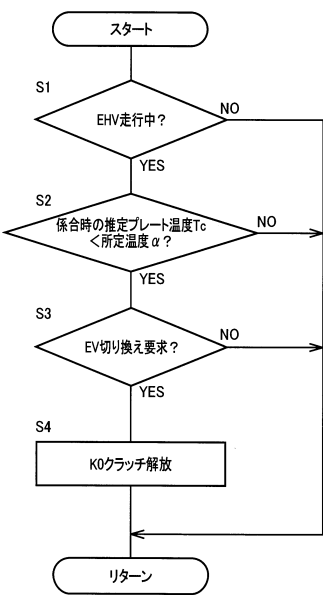 スタート
S1
EHV走行中？
NO
YES
S2
係合時の推定プレート温度Tc
＜所定温度α？
NO
YES
S3
EV切り換え要求？
NO
YES
S4
K0クラッチ解放
リターン